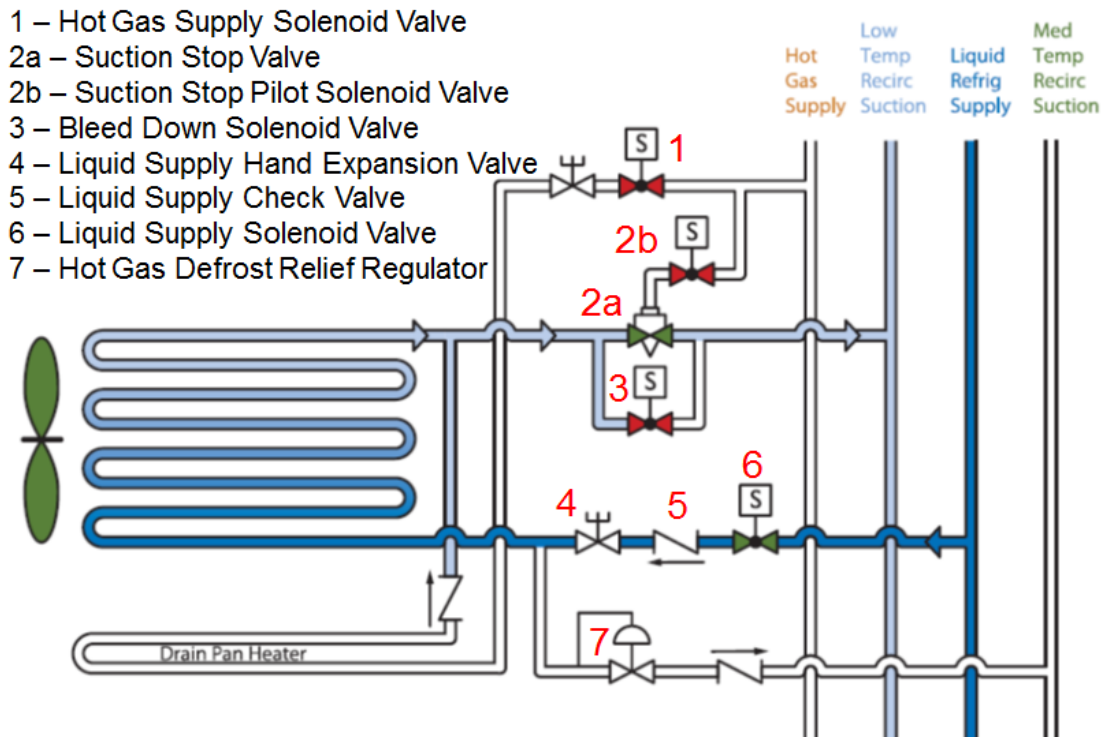 1 – Hot Gas Supply Solenoid Valve
2a – Suction Stop Valve
2b – Suction Stop Pilot Solenoid Valve
3 – Bleed Down Solenoid Valve
4 – Liquid Supply Hand Expansion Valve
5 – Liquid Supply Check Valve
6 – Liquid Supply Solenoid Valve
7 – Hot Gas Defrost Relief Regulator
Hot
Gas
Supply
Low
Temp
Recirc
Suction
Liquid
Refrig
Supply
Med
Temp
Recirc
Suction
S
1
S
2b
2a
S
3
6
S
4
5
7
Drain Pan Heater